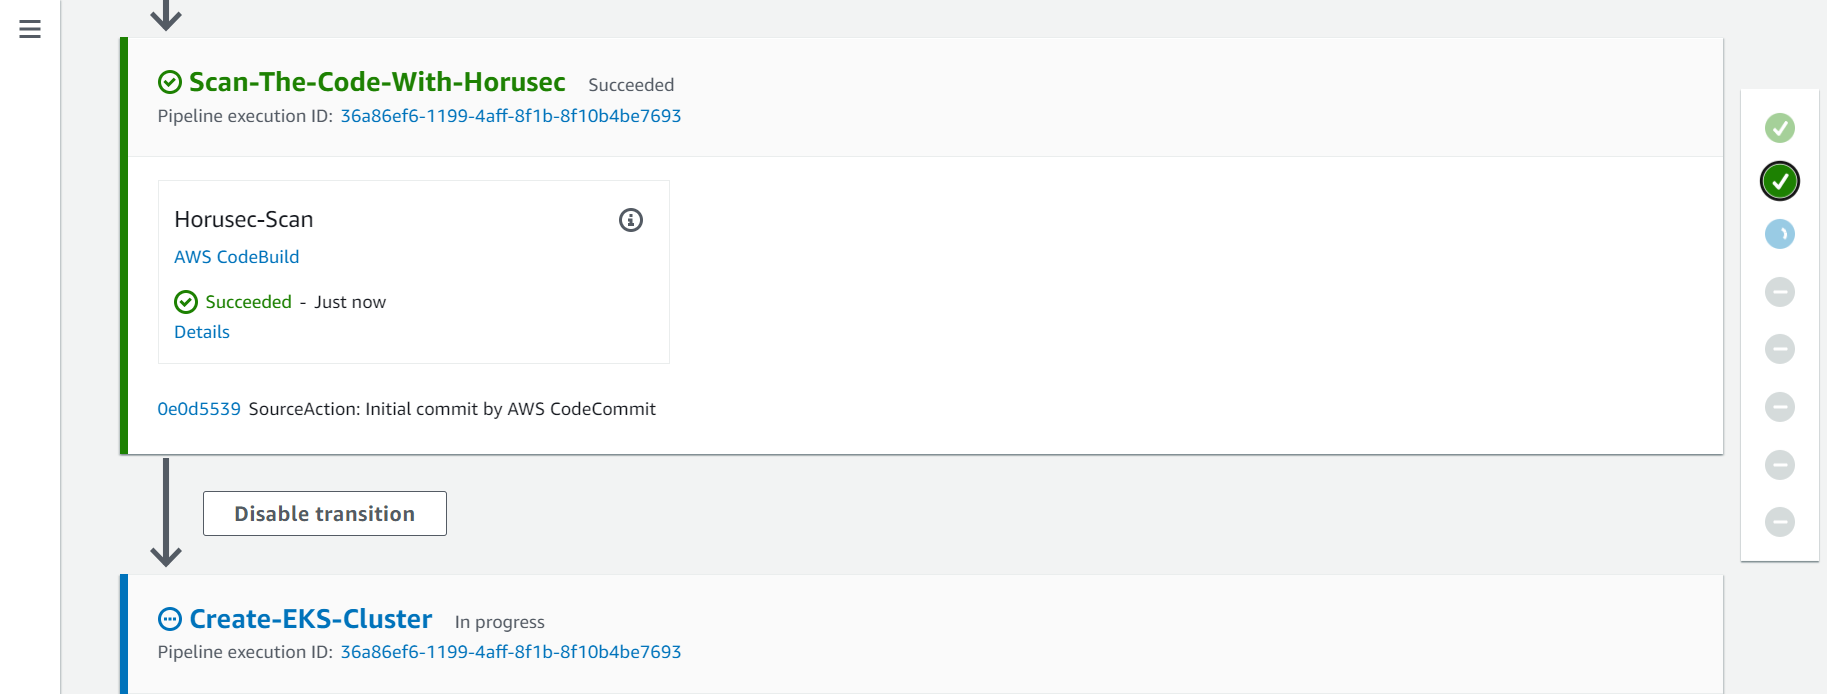 Scan-The-Code-With-Horusec Succeeded
Pipeline execution ID: 36a86ef6-1199-4aff-8f1b-8f10b4be7693
Horusec-Scan
AWS CodeBuild
Succeeded - Just now
Details
0e0d5539 SourceAction: Initial commit by AWS CodeCommit
Disable transition
Create-EKS-Cluster In progress
Pipeline execution ID: 36a86ef6-1199-4aff-8f1b-8f10b4be7693